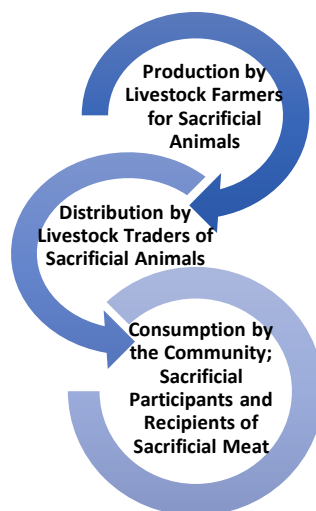 Production by
Livestock Farmers
for Sacrificial
Animals
Distribution by
Livestock Traders of
Sacrificial Animals
Consumption by
the Community;
Sacrificial
Participants and
Recipients of
Sacrificial Meat